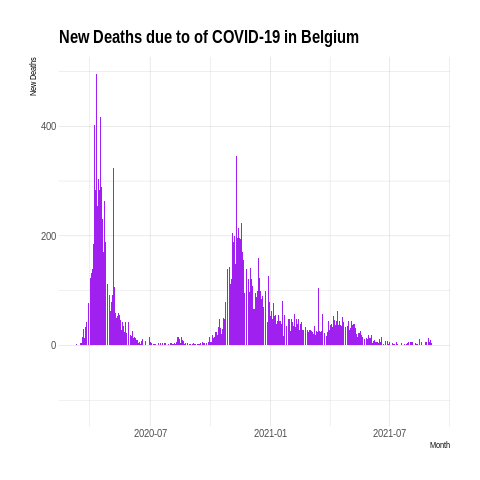 New Deaths due to of COVID-19 in Belgium
New Deaths
400
200
0
2020-07
2021-01
2021-07
Month